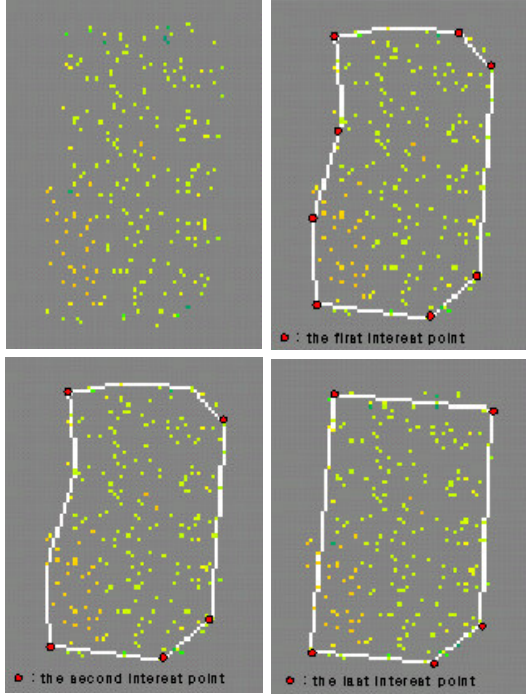 : the first interest point
: the second interest point
: the last interest point